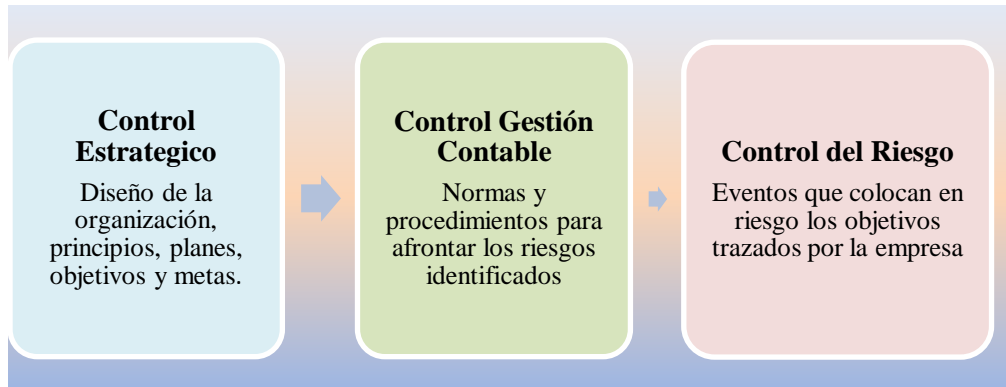 Control
Estrategico
Diseño de la
organización,
principios, planes,
objetivos y metas.
Control Gestión
Contable
Normas y
procedimientos para
afrontar los riesgos
identificados
Control del Riesgo
Eventos que colocan en
riesgo los objetivos
trazados por la empresa